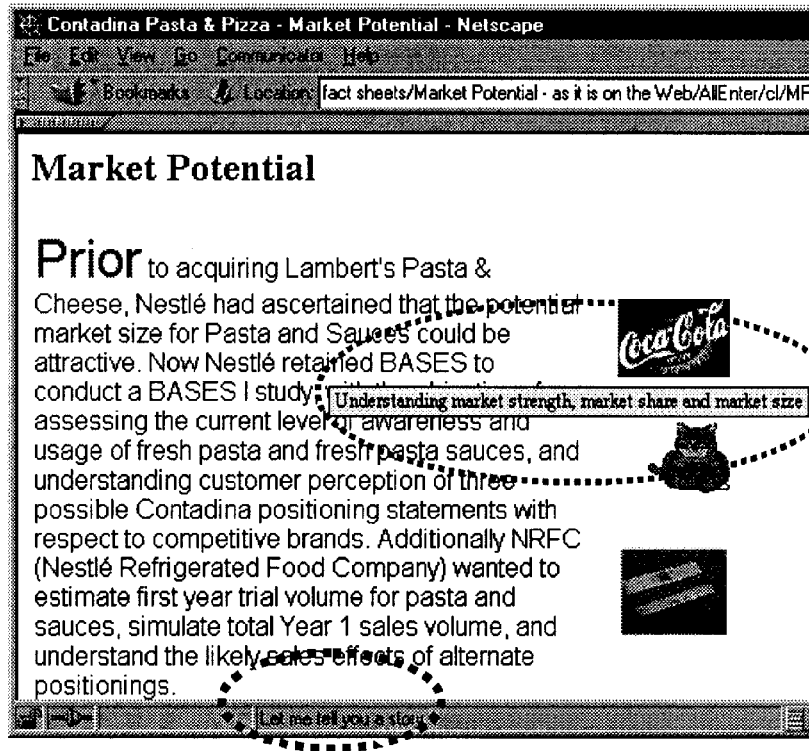 Contadina Pasta & Pizza - Market Potential - Netscape
File Edit View Go Communicator Help
Bookmarks Location: fact sheets/Market Potential - as it is on the Web/AllEnter/cl/MF
Market Potential
Prior to acquiring Lambert's Pasta &
Cheese, Nestlé had ascertained that the potential
market size for Pasta and Sauces could be
attractive. Now Nestlé retained BASES to
conduct a BASES I study with the objectives of
assessing the current level of awareness and
usage of fresh pasta and fresh pasta sauces, and
understanding customer perception of three
possible Contadina positioning statements with
respect to competitive brands. Additionally NRFC
(Nestlé Refrigerated Food Company) wanted to
estimate first year trial volume for pasta and
sauces, simulate total Year 1 sales volume, and
understand the likely sales effects of alternate
positionings.
Coca-Cola
Understanding market strength, market share and market size
Let me tell you a story